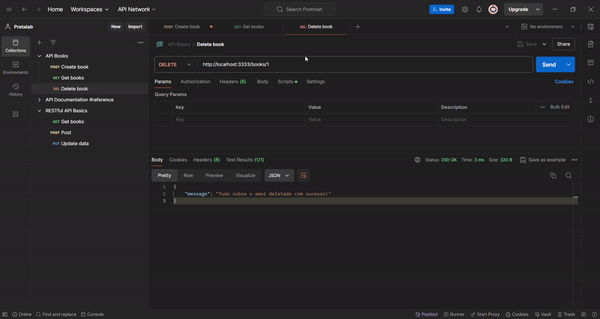 Home Workspaces API Network Search Postman Invite Upgrade
Pretalab New Import POST Create book GET Get books DEL Delete book No environment
Collections
Environments
History
API Books
POST Create book
GET Get books
DEL Delete book
API Documentation #reference
RESTful API Basics
GET Get books
POST Post
PUT Update data
API Books / Delete book Save Share
DELETE http://localhost:3333/books/1 Send
Params Authorization Headers (8) Body Scripts Settings Cookies
Query Params
Key Value Description Bulk Edit
Key Value Description
Body Cookies Headers (8) Test Results (1/1) Status: 200 OK Time: 3 ms Size: 320 B Save as example
Pretty Raw Preview Visualize JSON
1 {
2 "message": "Tudo sobre o amor deletado com sucesso!"
3 }
Online Find and replace Console Postbot Runner Start Proxy Cookies Vault Trash